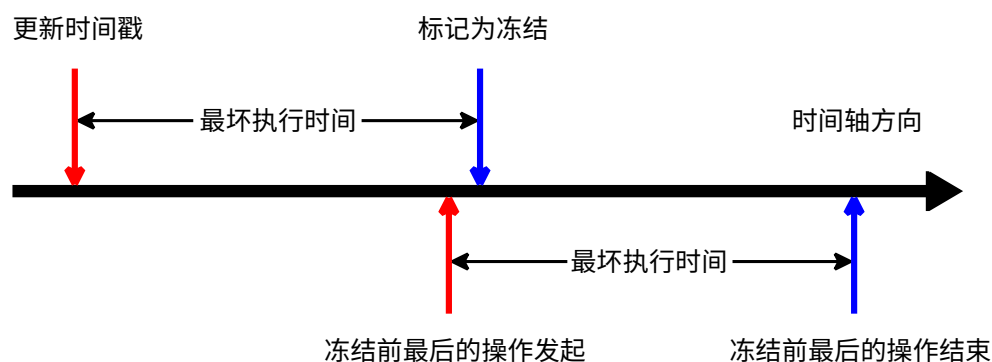 更新时间戳
标记为冻结
最坏执行时间
时间轴方向
最坏执行时间
冻结前最后的操作发起
冻结前最后的操作结束